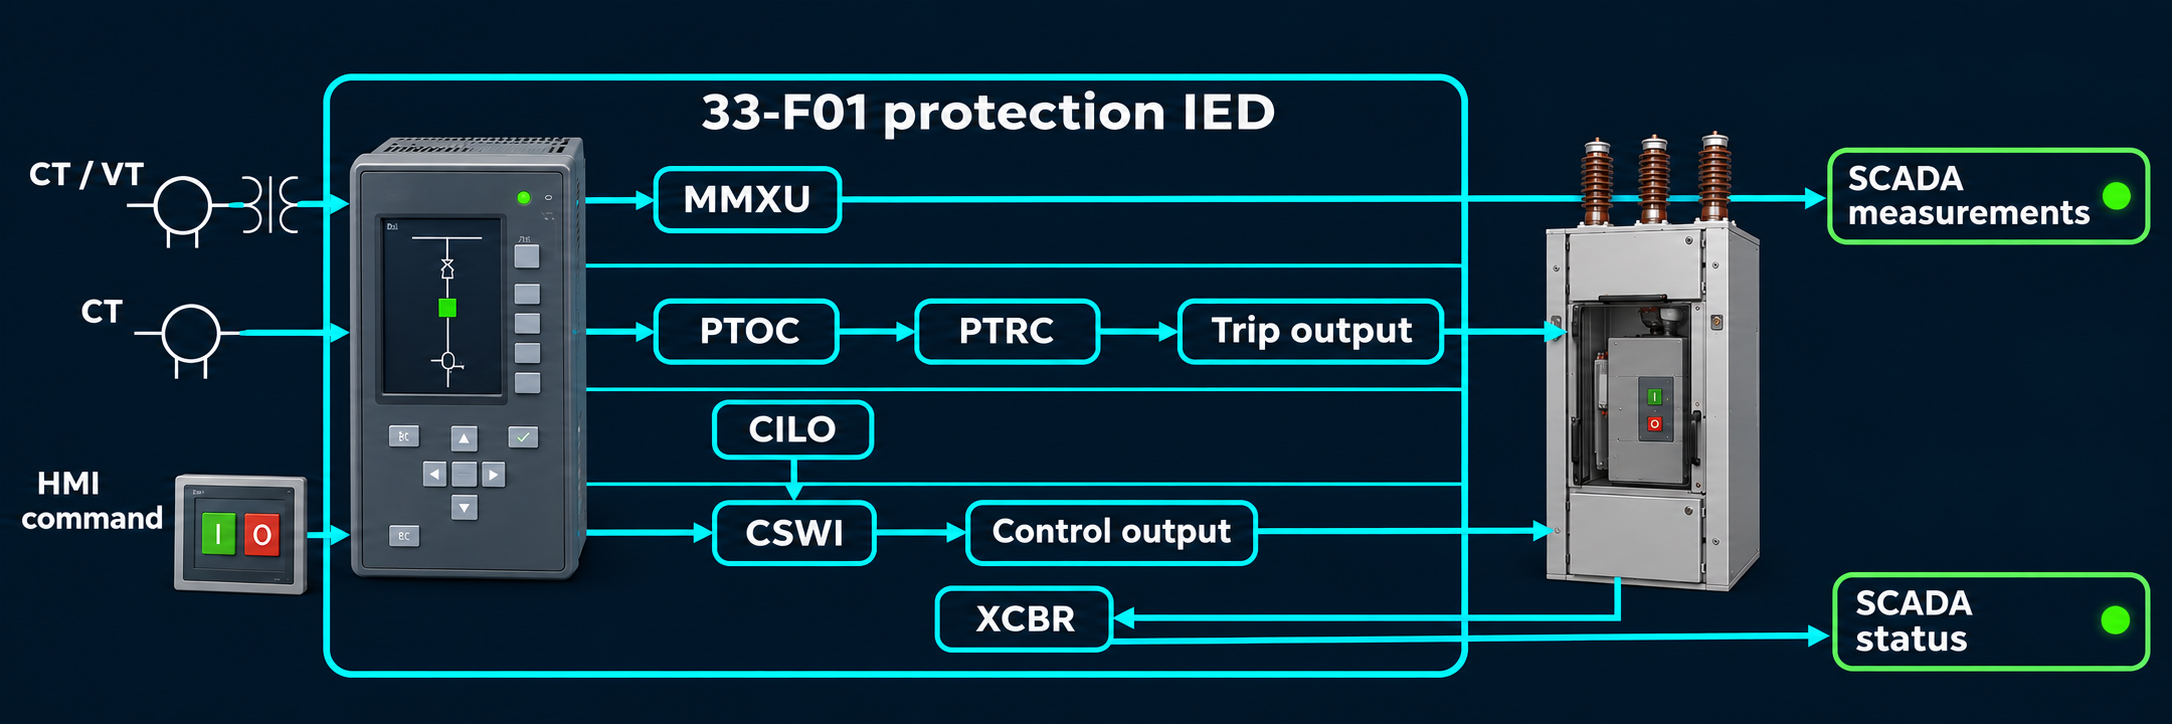 33-F01 protection IED
CT / VT
MMXU
SCADA
measurements
CT
PTOC
PTRC
Trip output
CILO
HMI
command
I
O
CSWI
Control output
I
O
XCBR
SCADA
status